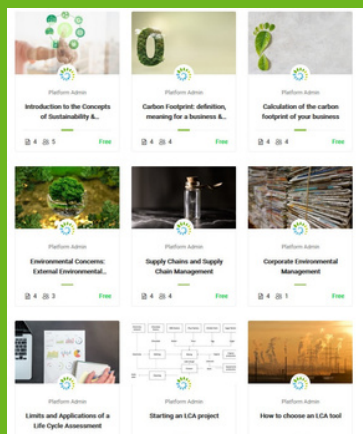 Platform Admin
Introduction to the Concepts
of Sustainability &...
4 5 Free
Platform Admin
Carbon Footprint: definition,
meaning for a business &...
4 4 Free
Platform Admin
Calculation of the carbon
footprint of your business
4 4 Free
Platform Admin
Environmental Concerns:
External Environmental...
4 3 Free
Platform Admin
Supply Chains and Supply
Chain Management
4 4 Free
Platform Admin
Corporate Environmental
Management
4 1 Free
Platform Admin
Limits and Applications of a
Life Cycle Assessment
Platform Admin
Starting an LCA project
Platform Admin
How to choose an LCA tool